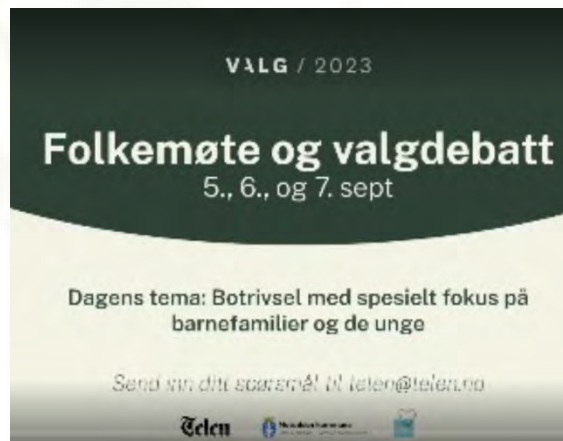 VALG / 2023
Folkemøte og valgdebatt
5., 6., og 7. sept
Dagens tema: Botrivsel med spesielt fokus på
barnefamilier og de unge
Send inn ditt spørsmål til telen@telen.no
Telen